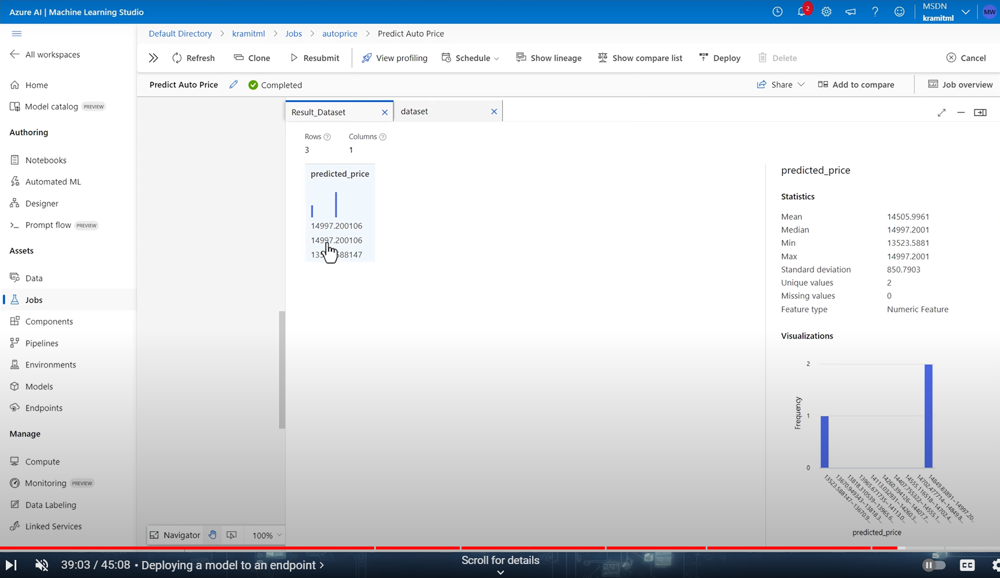 Azure AI | Machine Learning Studio
2
MSDN
kramitml
MW
Default Directory > kramitml > Jobs > autoprice > Predict Auto Price
All workspaces
Refresh
Clone
Resubmit
View profiling
Schedule
Show lineage
Show compare list
Deploy
Delete
Cancel
Predict Auto Price
Completed
Share
Add to compare
Job overview
Home
Model catalog PREVIEW
Authoring
Notebooks
Automated ML
Designer
Prompt flow PREVIEW
Assets
Data
Jobs
Components
Pipelines
Environments
Models
Endpoints
Manage
Compute
Monitoring PREVIEW
Data Labeling
Linked Services
Result_Dataset
dataset
Rows
Columns
3
1
predicted_price
14997.200106
14997.200106
predicted_price
Statistics
Mean 14505.9961
Median 14997.2001
Min 13523.5881
Max 14997.2001
Standard deviation 850.7903
Unique values 2
Missing values 0
Feature type Numeric Feature
Visualizations
Frequency
2
1
0
13523.588147~13670.9...
13670.949343~13818.3...
13818.310539~13965.6...
13965.671735~14113.0...
14113.032931~14260.3...
14260.394126~14407.7...
14407.755322~14555.1...
14555.116518~14702.4...
14702.477714~14849.8...
14849.83891~14997.20...
predicted_price
Navigator
100%
39:03 / 45:08 • Deploying a model to an endpoint >
Scroll for details
CC